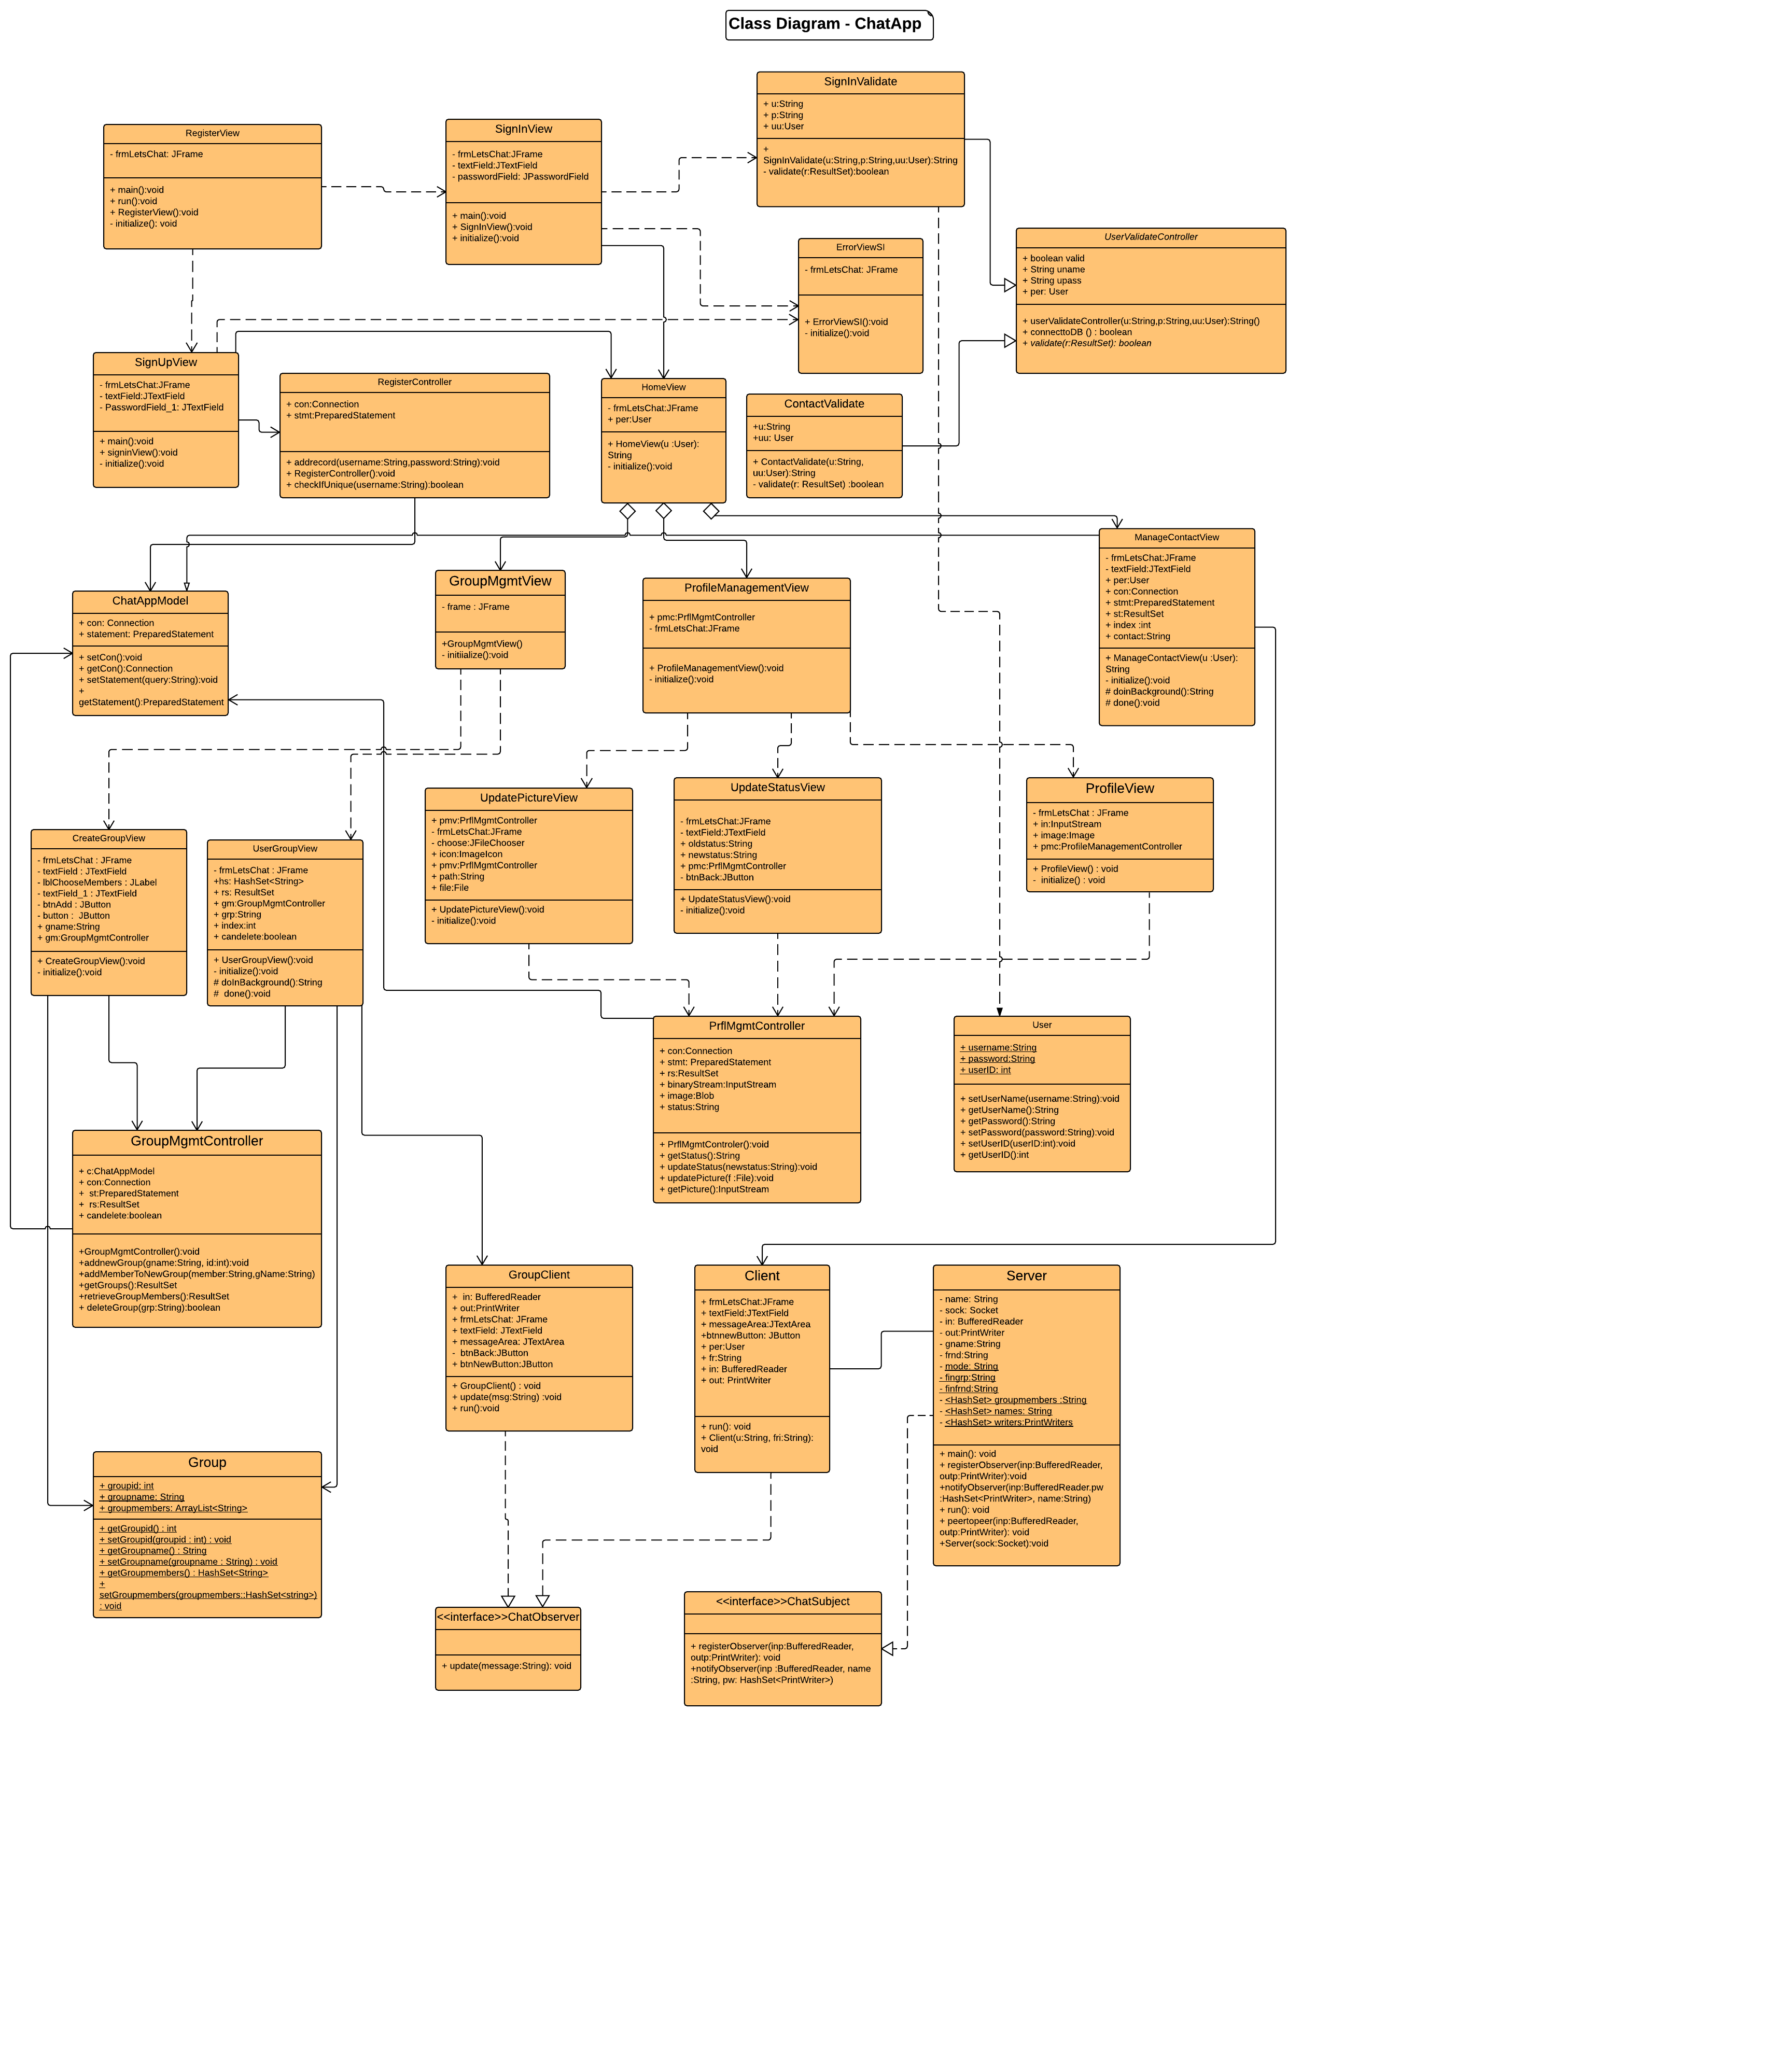 Class Diagram - ChatApp
SignInValidate
+ u:String
+ p:String
+ uu:User
+
SignInValidate(u:String,p:String,uu:User):String
- validate(r:ResultSet):boolean
RegisterView
- frmLetsChat: JFrame
+ main():void
+ run():void
+ RegisterView():void
- initialize(): void
SignInView
- frmLetsChat:JFrame
- textField:JTextField
- passwordField: JPasswordField
+ main():void
+ SignInView():void
+ initialize():void
ErrorViewSI
- frmLetsChat: JFrame
+ ErrorViewSI():void
- initialize():void
UserValidateController
+ boolean valid
+ String uname
+ String upass
+ per: User
+ userValidateController(u:String,p:String,uu:User):String()
+ connecttoDB () : boolean
+ validate(r:ResultSet): boolean
SignUpView
- frmLetsChat:JFrame
- textField:JTextField
- PasswordField_1: JTextField
+ main():void
+ signinView():void
- initialize():void
RegisterController
+ con:Connection
+ stmt:PreparedStatement
+ addrecord(username:String,password:String):void
+ RegisterController():void
+ checkIfUnique(username:String):boolean
HomeView
- frmLetsChat:JFrame
+ per:User
+ HomeView(u :User):
String
- initialize():void
ContactValidate
+u:String
+uu: User
+ ContactValidate(u:String,
uu:User):String
- validate(r: ResultSet) :boolean
ManageContactView
- frmLetsChat:JFrame
- textField:JTextField
+ per:User
+ con:Connection
+ stmt:PreparedStatement
+ st:ResultSet
+ index :int
+ contact:String
+ ManageContactView(u :User):
String
- initialize():void
# doinBackground():String
# done():void
ChatAppModel
+ con: Connection
+ statement: PreparedStatement
+ setCon():void
+ getCon():Connection
+ setStatement(query:String):void
+
getStatement():PreparedStatement
GroupMgmtView
- frame : JFrame
+GroupMgmtView()
- initiialize():void
ProfileManagementView
+ pmc:PrflMgmtController
- frmLetsChat:JFrame
+ ProfileManagementView():void
- initialize():void
UpdatePictureView
+ pmv:PrflMgmtController
- frmLetsChat:JFrame
- choose:JFileChooser
+ icon:ImageIcon
+ pmv:PrflMgmtController
+ path:String
+ file:File
+ UpdatePictureView():void
- initialize():void
UpdateStatusView
- frmLetsChat:JFrame
- textField:JTextField
+ oldstatus:String
+ newstatus:String
+ pmc:PrflMgmtController
- btnBack:JButton
+ UpdateStatusView():void
- initialize():void
ProfileView
- frmLetsChat : JFrame
+ in:InputStream
+ image:Image
+ pmc:ProfileManagementController
+ ProfileView() : void
- initialize() : void
CreateGroupView
- frmLetsChat : JFrame
- textField : JTextField
- lblChooseMembers : JLabel
- textField_1 : JTextField
- btnAdd : JButton
- button : JButton
+ gname:String
+ gm:GroupMgmtController
+ CreateGroupView():void
- initialize():void
UserGroupView
- frmLetsChat : JFrame
+hs: HashSet<String>
+ rs: ResultSet
+ gm:GroupMgmtController
+ grp:String
+ index:int
+ candelete:boolean
+ UserGroupView():void
- initialize():void
# doInBackground():String
# done():void
PrflMgmtController
+ con:Connection
+ stmt: PreparedStatement
+ rs:ResultSet
+ binaryStream:InputStream
+ image:Blob
+ status:String
+ PrflMgmtControler():void
+ getStatus():String
+ updateStatus(newstatus:String):void
+ updatePicture(f :File):void
+ getPicture():InputStream
User
+ username:String
+ password:String
+ userID: int
+ setUserName(username:String):void
+ getUserName():String
+ getPassword():String
+ setPassword(password:String):void
+ setUserID(userID:int):void
+ getUserID():int
GroupMgmtController
+ c:ChatAppModel
+ con:Connection
+ st:PreparedStatement
+ rs:ResultSet
+ candelete:boolean
+GroupMgmtController():void
+addnewGroup(gname:String, id:int):void
+addMemberToNewGroup(member:String,gName:String)
+getGroups():ResultSet
+retrieveGroupMembers():ResultSet
+ deleteGroup(grp:String):boolean
GroupClient
+ in: BufferedReader
+ out:PrintWriter
+ frmLetsChat: JFrame
+ textField: JTextField
+ messageArea: JTextArea
- btnBack:JButton
+ btnNewButton:JButton
+ GroupClient() : void
+ update(msg:String) :void
+ run():void
Client
+ frmLetsChat:JFrame
+ textField:JTextField
+ messageArea:JTextArea
+btnnewButton: JButton
+ per:User
+ fr:String
+ in: BufferedReader
+ out: PrintWriter
+ run(): void
+ Client(u:String, fri:String):
void
Server
- name: String
- sock: Socket
- in: BufferedReader
- out:PrintWriter
- gname:String
- frnd:String
- mode: String
- fingrp:String
- finfrnd:String
- <HashSet> groupmembers :String
- <HashSet> names: String
- <HashSet> writers:PrintWriters
+ main(): void
+ registerObserver(inp:BufferedReader,
outp:PrintWriter):void
+notifyObserver(inp:BufferedReader.pw
:HashSet<PrintWriter>, name:String)
+ run(): void
+ peertopeer(inp:BufferedReader,
outp:PrintWriter): void
+Server(sock:Socket):void
Group
+ groupid: int
+ groupname: String
+ groupmembers: ArrayList<String>
+ getGroupid() : int
+ setGroupid(groupid : int) : void
+ getGroupname() : String
+ setGroupname(groupname : String) : void
+ getGroupmembers() : HashSet<String>
+
setGroupmembers(groupmembers::HashSet<string>)
: void
<<interface>>ChatObserver
+ update(message:String): void
<<interface>>ChatSubject
+ registerObserver(inp:BufferedReader,
outp:PrintWriter): void
+notifyObserver(inp :BufferedReader, name
:String, pw: HashSet<PrintWriter>)